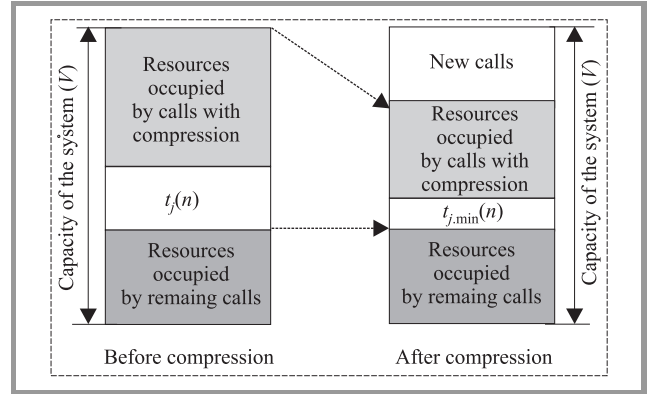 Capacity of the system (V)
Resources
occupied
by calls with
compression
t_j(n)
Resources
occupied
by remaing calls
Before compression
New calls
Resources
occupied
by calls with
compression
t_{j.min}(n)
Resources
occupied
by remaing calls
After compression
Capacity of the system (V)